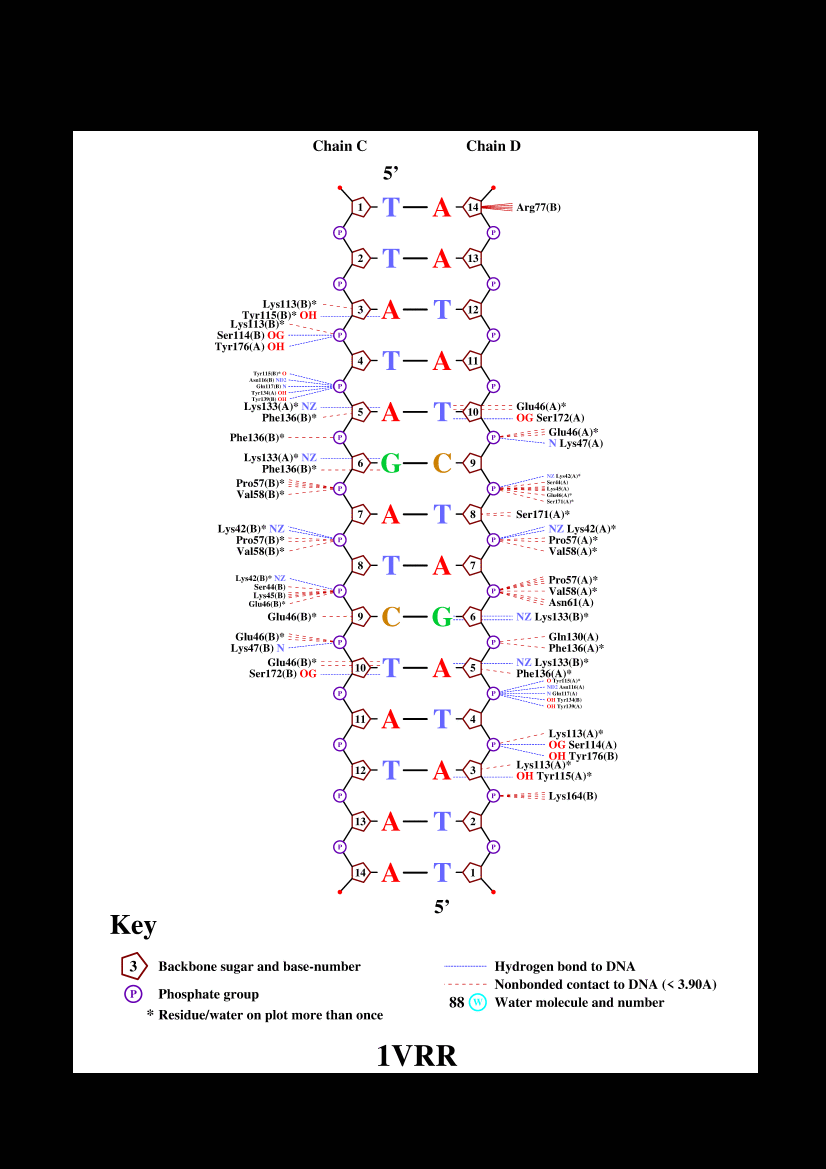 Chain C Chain D
5’
1 T A 14 Arg77(B)
P P
2 T A 13
P P
Lys113(B)*
3 A T 12
Tyr115(B)* OH
Lys113(B)*
Ser114(B) OG P P
Tyr176(A) OH
4 T A 11
Tyr115(B)* O
Asn116(B) ND2
Gln117(B) N P P
Tyr134(A) OH
Tyr139(B) OH
Lys133(A)* NZ Glu46(A)*
5 A T 10
Phe136(B)* OG Ser172(A)
Glu46(A)*
Phe136(B)* P P
N Lys47(A)
Lys133(A)* NZ
6 G C 9
Phe136(B)*
NZ Lys42(A)*
Pro57(B)* Ser44(A)
P P Lys45(A)
Val58(B)* Glu46(A)*
Ser171(A)*
7 A T 8 Ser171(A)*
Lys42(B)* NZ NZ Lys42(A)*
Pro57(B)* P P Pro57(A)*
Val58(B)* Val58(A)*
8 T A 7
Lys42(B)* NZ Pro57(A)*
Ser44(B)
Lys45(B) P P Val58(A)*
Glu46(B)* Asn61(A)
Glu46(B)* 9 C G 6 NZ Lys133(B)*
Glu46(B)* Gln130(A)
P P
Lys47(B) N Phe136(A)*
Glu46(B)* NZ Lys133(B)*
10 T A 5
Ser172(B) OG Phe136(A)*
O Tyr115(A)*
ND2 Asn116(A)
P P N Gln117(A)
OH Tyr134(B)
OH Tyr139(A)
11 A T 4
Lys113(A)*
P P OG Ser114(A)
OH Tyr176(B)
Lys113(A)*
12 T A 3
OH Tyr115(A)*
P P Lys164(B)
13 A T 2
P P
14 A T 1
5’
Key
3 Backbone sugar and base-number
P Phosphate group
* Residue/water on plot more than once
Hydrogen bond to DNA
Nonbonded contact to DNA (< 3.90A)
88 W Water molecule and number
1VRR